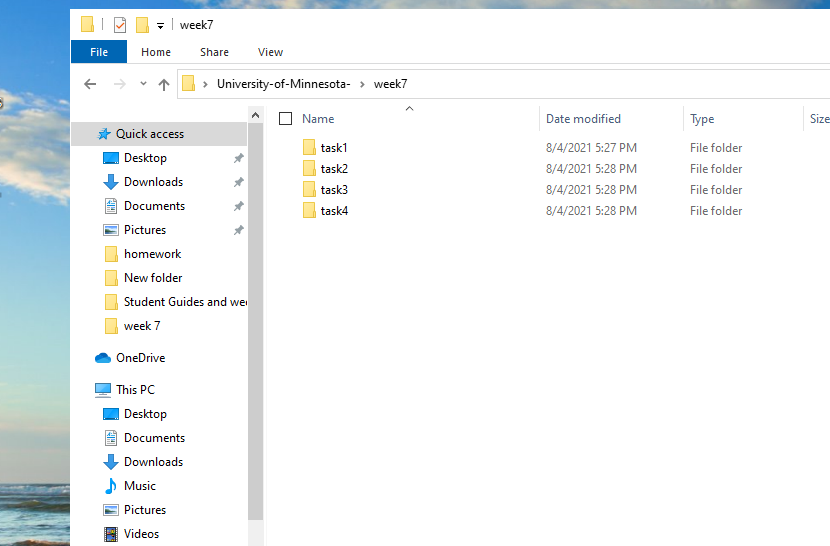 week7
File Home Share View
University-of-Minnesota- week7
Name Date modified Type Size
task1 8/4/2021 5:27 PM File folder
task2 8/4/2021 5:28 PM File folder
task3 8/4/2021 5:28 PM File folder
task4 8/4/2021 5:28 PM File folder
Quick access
Desktop
Downloads
Documents
Pictures
homework
New folder
Student Guides and wee
week 7
OneDrive
This PC
Desktop
Documents
Downloads
Music
Pictures
Videos